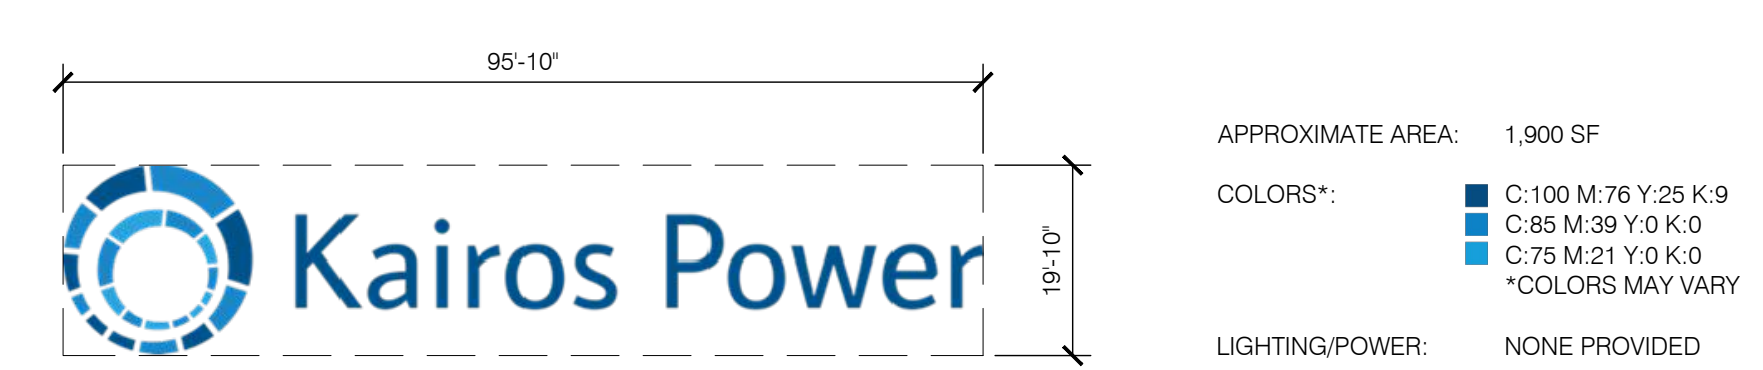 95'-10"
Kairos Power
19'-10"
APPROXIMATE AREA: 1,900 SF
COLORS*: C:100 M:76 Y:25 K:9
C:85 M:39 Y:0 K:0
C:75 M:21 Y:0 K:0
*COLORS MAY VARY
LIGHTING/POWER: NONE PROVIDED